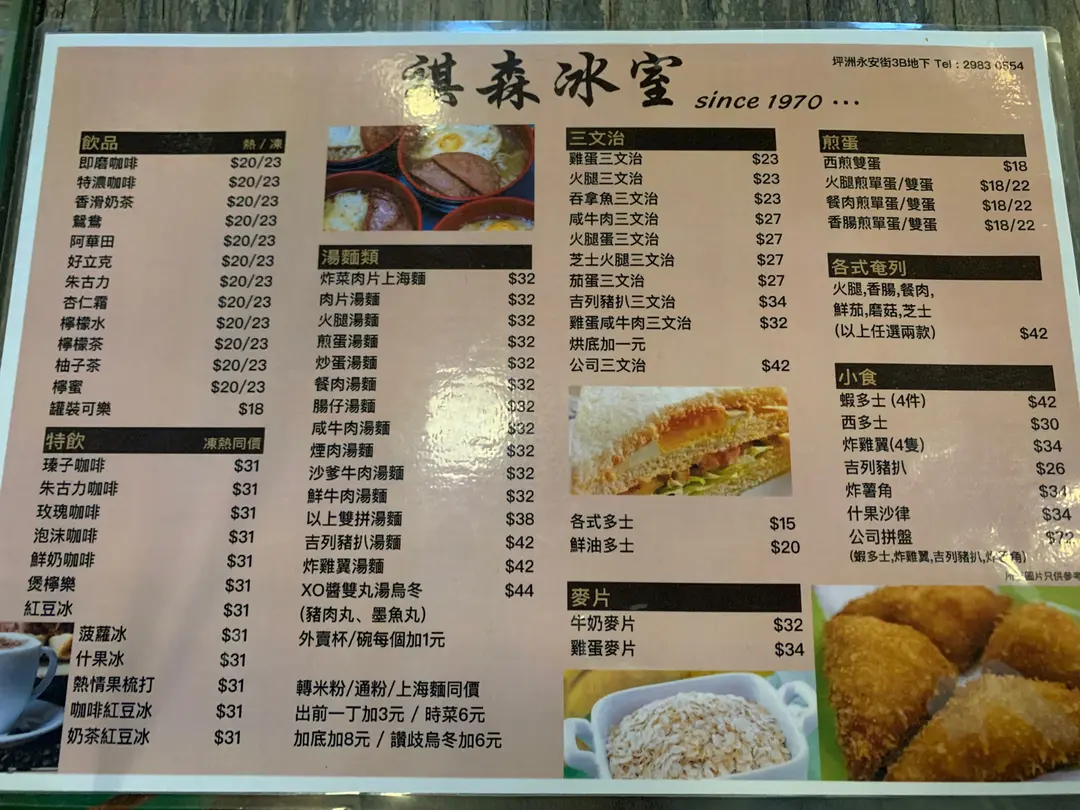 祺森冰室 since 1970 ...
坪洲永安街3B地下 Tel : 2983 0554
飲品 熱 / 凍
即磨咖啡 $20/23
特濃咖啡 $20/23
香滑奶茶 $20/23
鴛鴦 $20/23
阿華田 $20/23
好立克 $20/23
朱古力 $20/23
杏仁霜 $20/23
檸檬水 $20/23
檸檬茶 $20/23
柚子茶 $20/23
檸蜜 $20/23
罐裝可樂 $18
特飲 凍熱同價
瑧子咖啡 $31
朱古力咖啡 $31
玫瑰咖啡 $31
泡沫咖啡 $31
鮮奶咖啡 $31
煲檸樂 $31
紅豆冰 $31
菠蘿冰 $31
什果冰 $31
熱情果梳打 $31
咖啡紅豆冰 $31
奶茶紅豆冰 $31
湯麵類
炸菜肉片上海麵 $32
肉片湯麵 $32
火腿湯麵 $32
煎蛋湯麵 $32
炒蛋湯麵 $32
餐肉湯麵 $32
腸仔湯麵 $32
咸牛肉湯麵 $32
煙肉湯麵 $32
沙爹牛肉湯麵 $32
鮮牛肉湯麵 $32
以上雙拼湯麵 $38
吉列豬扒湯麵 $42
炸雞翼湯麵 $42
XO醬雙丸湯烏冬 $44
(豬肉丸、墨魚丸)
外賣杯/碗每個加1元
轉米粉/通粉/上海麵同價
出前一丁加3元 / 時菜6元
加底加8元 / 讚歧烏冬加6元
三文治
雞蛋三文治 $23
火腿三文治 $23
吞拿魚三文治 $23
咸牛肉三文治 $27
火腿蛋三文治 $27
芝士火腿三文治 $27
茄蛋三文治 $27
吉列豬扒三文治 $34
雞蛋咸牛肉三文治 $32
烘底加一元
公司三文治 $42
各式多士 $15
鮮油多士 $20
麥片
牛奶麥片 $32
雞蛋麥片 $34
煎蛋
西煎雙蛋 $18
火腿煎單蛋/雙蛋 $18/22
餐肉煎單蛋/雙蛋 $18/22
香腸煎單蛋/雙蛋 $18/22
各式奄列
火腿,香腸,餐肉,
鮮茄,磨菇,芝士
(以上任選兩款) $42
小食
蝦多士 (4件) $42
西多士 $30
炸雞翼(4隻) $34
吉列豬扒 $26
炸薯角 $34
什果沙律 $34
公司拼盤 $72
(蝦多士,炸雞翼,吉列豬扒,炸薯角)
圖片只供參考